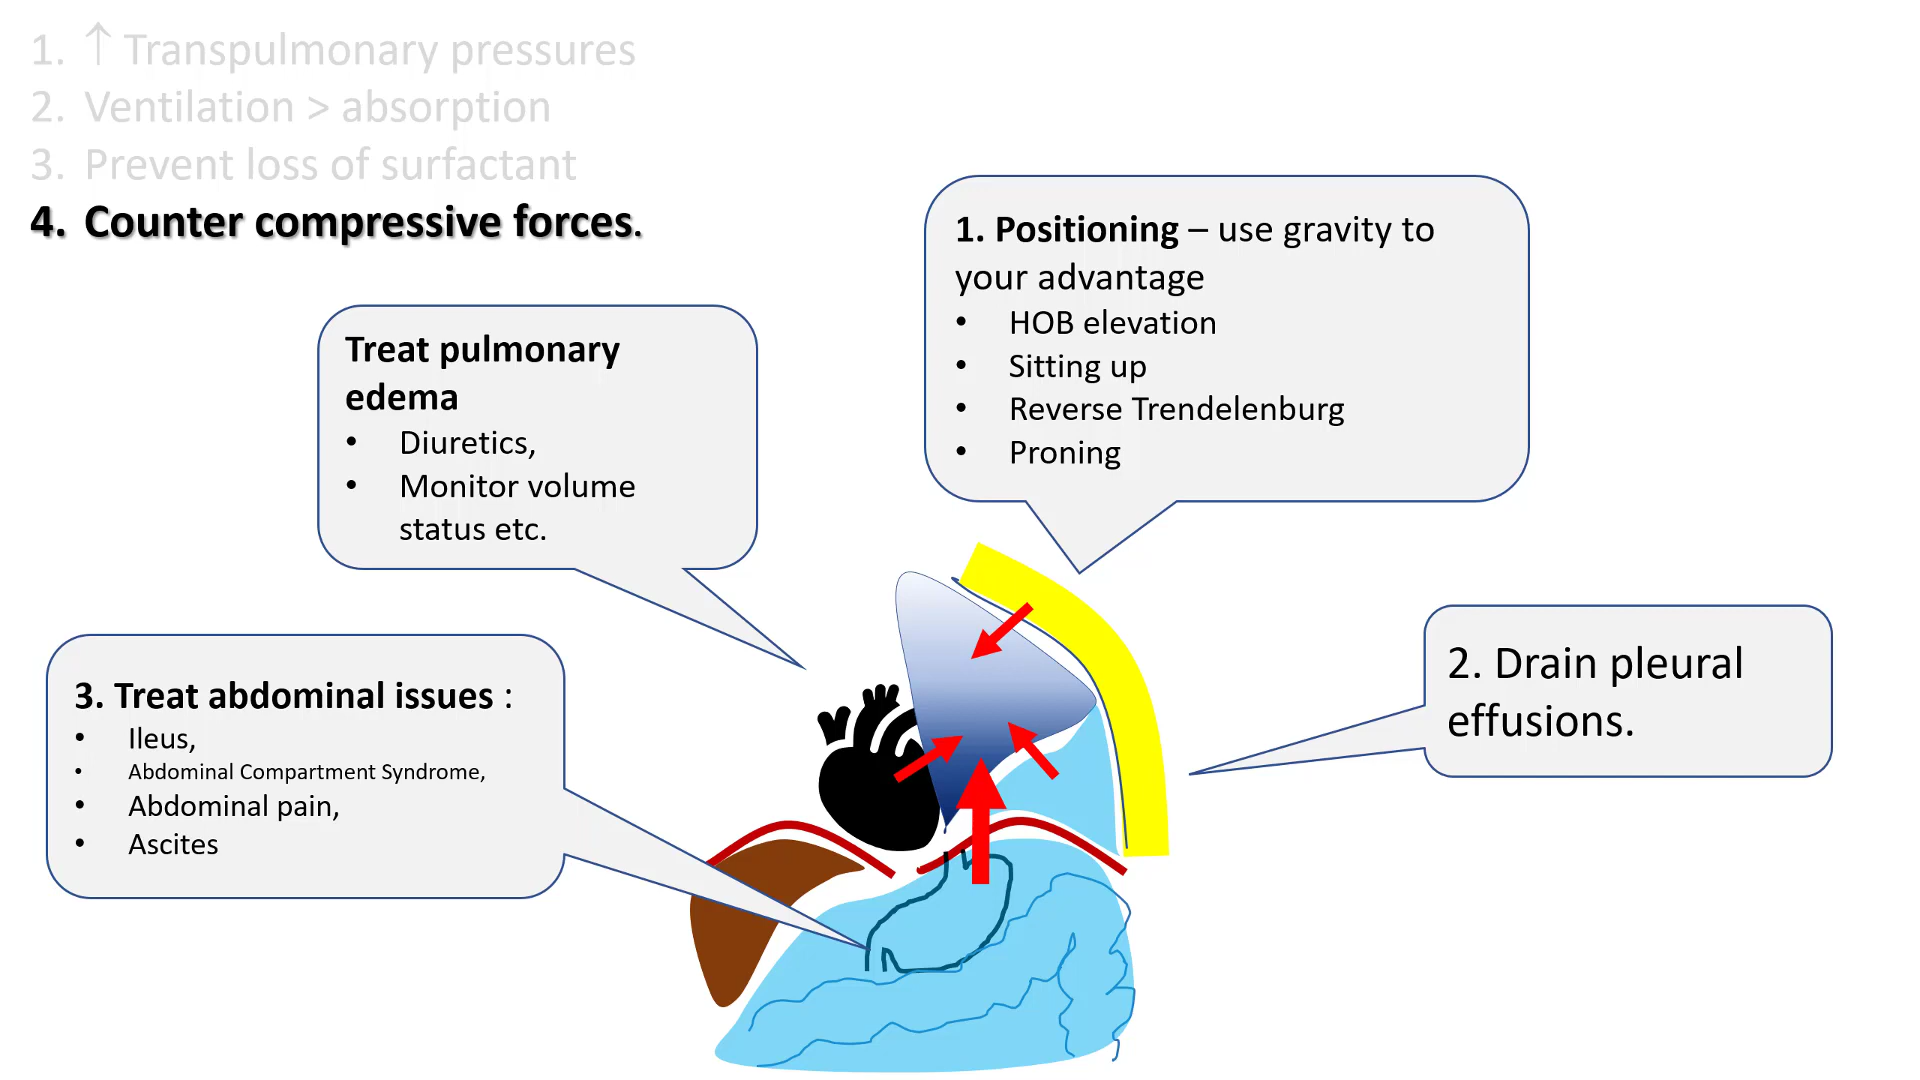 1. ↑ Transpulmonary pressures
2. Ventilation > absorption
3. Prevent loss of surfactant
4. Counter compressive forces.
1. Positioning – use gravity to
your advantage
• HOB elevation
• Sitting up
• Reverse Trendelenburg
• Proning
Treat pulmonary
edema
• Diuretics,
• Monitor volume
status etc.
2. Drain pleural
effusions.
3. Treat abdominal issues :
• Ileus,
• Abdominal Compartment Syndrome,
• Abdominal pain,
• Ascites